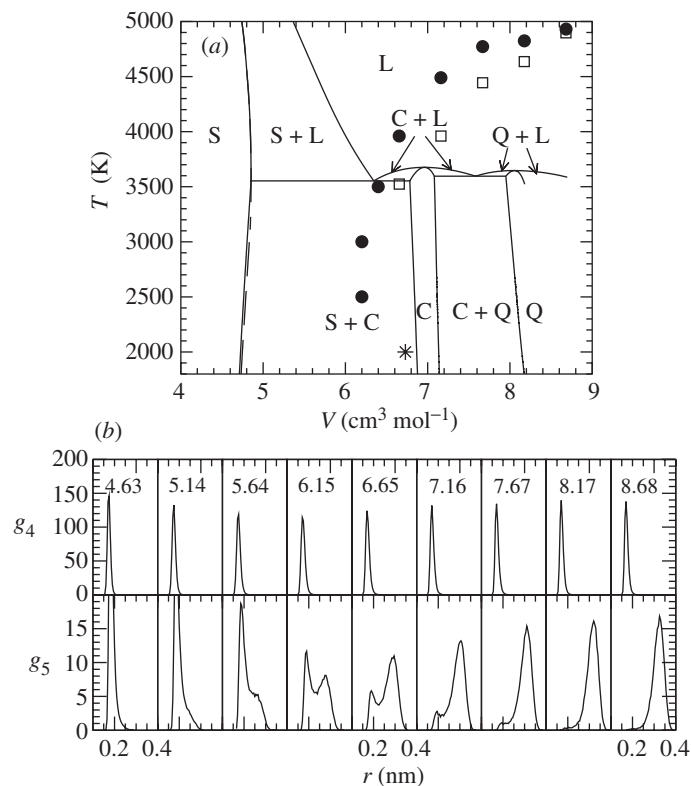 (a)
5000
4500
4000
3500
3000
2500
2000
T (K)
L
C + L
Q + L
S
S + L
S + C
C
C + Q
Q
4 5 6 7 8 9
V (cm³ mol⁻¹)
(b)
200
150
100
50
0
g₄
4.63 5.14 5.64 6.15 6.65 7.16 7.67 8.17 8.68
15
10
5
0
g₅
0.2 0.4 0.2 0.4 0.2 0.4
r (nm)